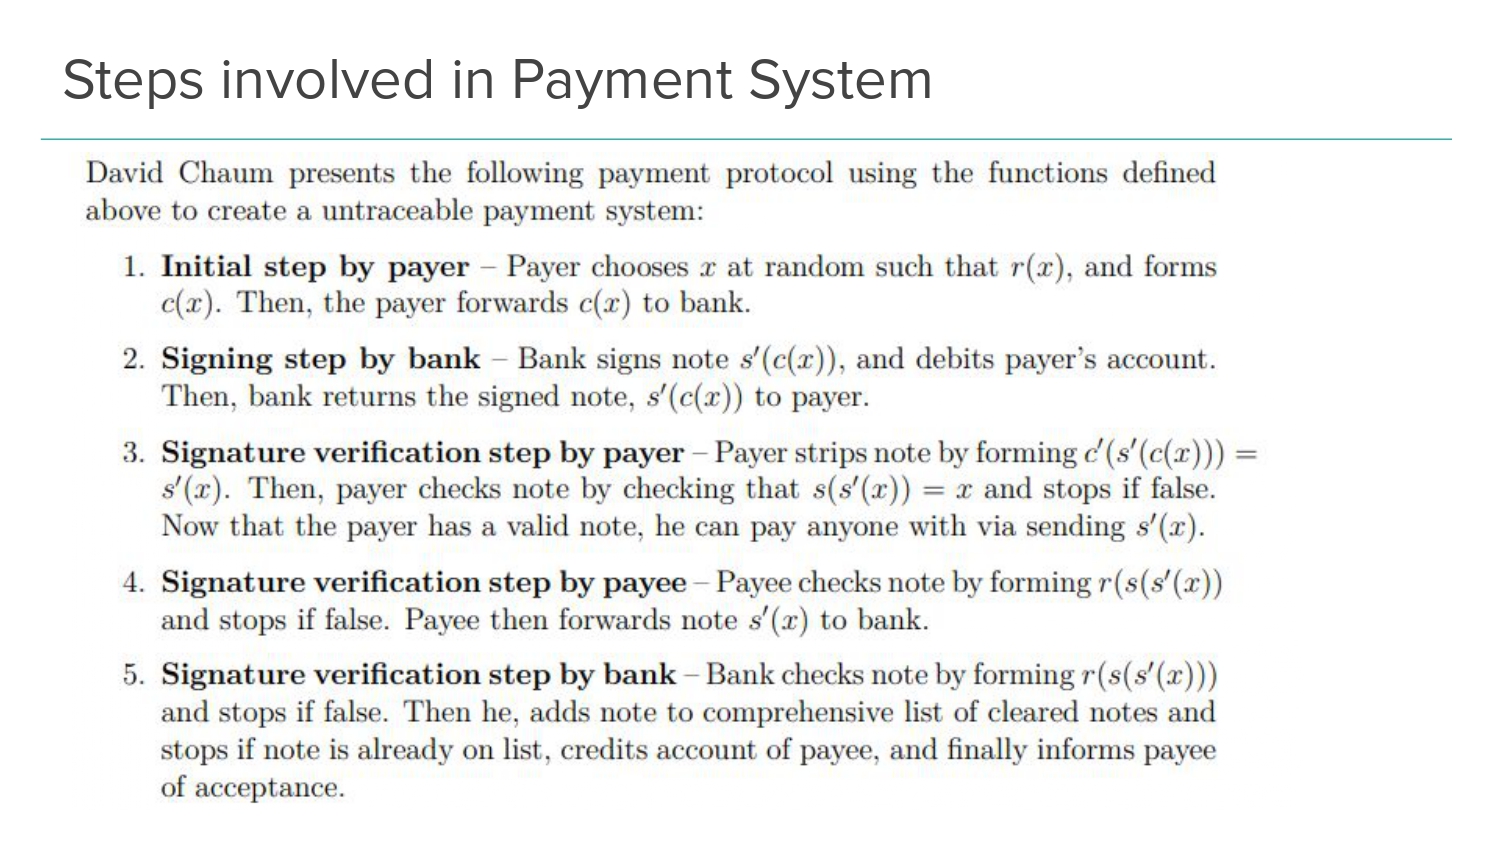 Steps involved in Payment System
David Chaum presents the following payment protocol using the functions defined
above to create a untraceable payment system:
1. Initial step by payer – Payer chooses x at random such that r(x), and forms
c(x). Then, the payer forwards c(x) to bank.
2. Signing step by bank – Bank signs note s′(c(x)), and debits payer's account.
Then, bank returns the signed note, s′(c(x)) to payer.
3. Signature verification step by payer – Payer strips note by forming c′(s′(c(x))) =
s′(x). Then, payer checks note by checking that s(s′(x)) = x and stops if false.
Now that the payer has a valid note, he can pay anyone with via sending s′(x).
4. Signature verification step by payee – Payee checks note by forming r(s(s′(x))
and stops if false. Payee then forwards note s′(x) to bank.
5. Signature verification step by bank – Bank checks note by forming r(s(s′(x)))
and stops if false. Then he, adds note to comprehensive list of cleared notes and
stops if note is already on list, credits account of payee, and finally informs payee
of acceptance.